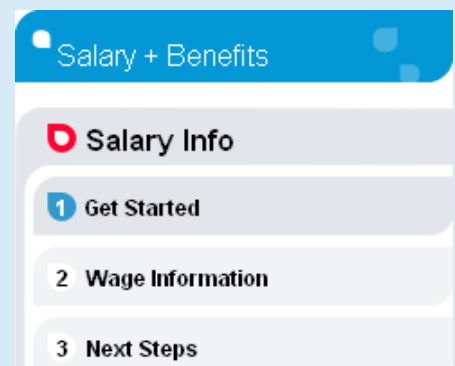 Salary + Benefits
Salary Info
1 Get Started
2 Wage Information
3 Next Steps